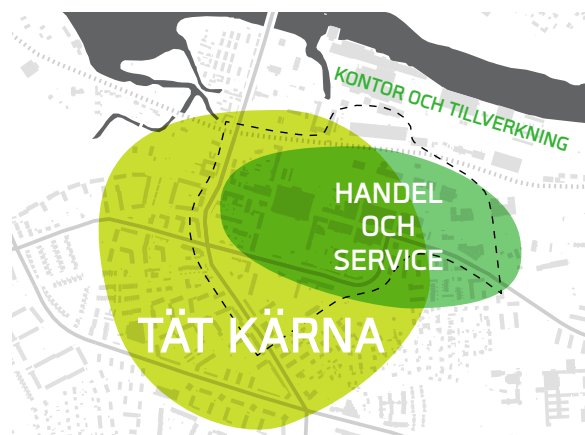 KONTOR OCH TILLVERKNING
HANDEL
OCH
SERVICE
TÄT KÄRNA